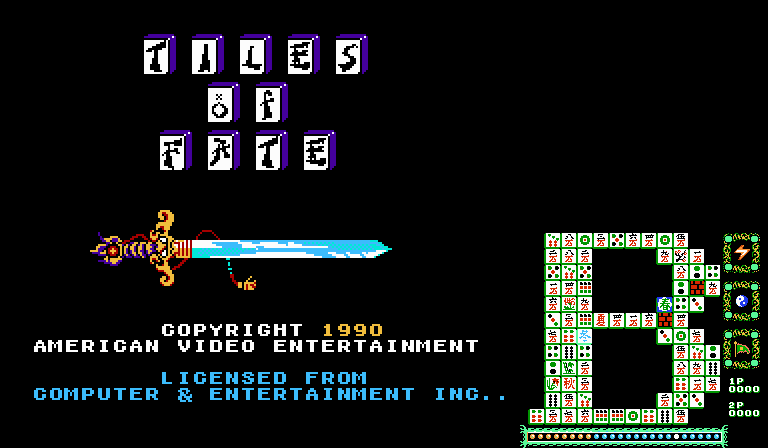 TILES
of
FATE
COPYRIGHT 1990
AMERICAN VIDEO ENTERTAINMENT
LICENSED FROM
COMPUTER & ENTERTAINMENT INC..
1P
0000
2P
0000